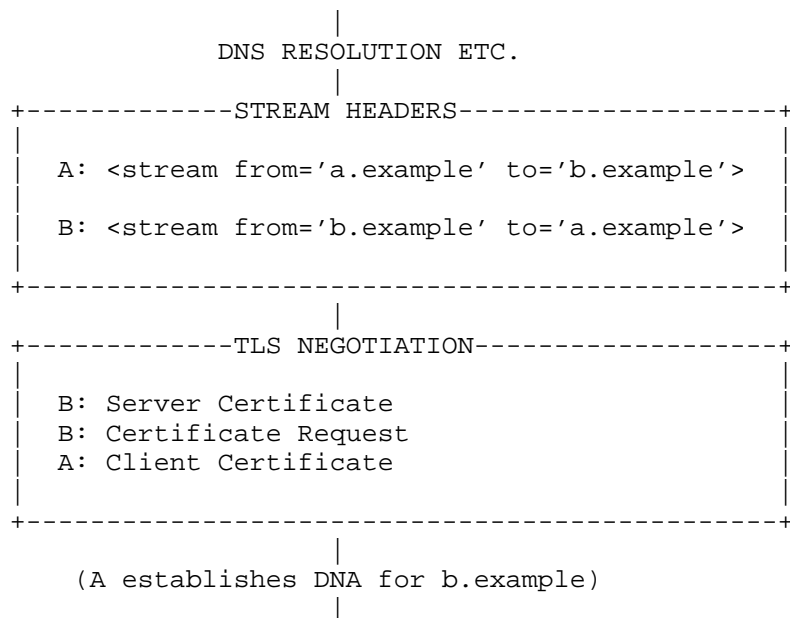 |
DNS RESOLUTION ETC.
|
+-------------STREAM HEADERS--------------------+
|                                               |
|  A: <stream from=’a.example’ to=’b.example’>  |
|                                               |
|  B: <stream from=’b.example’ to=’a.example’>  |
|                                               |
+-----------------------------------------------+
|
+-------------TLS NEGOTIATION-------------------+
|                                               |
|  B: Server Certificate                        |
|  B: Certificate Request                       |
|  A: Client Certificate                        |
|                                               |
+-----------------------------------------------+
|
(A establishes DNA for b.example)
|